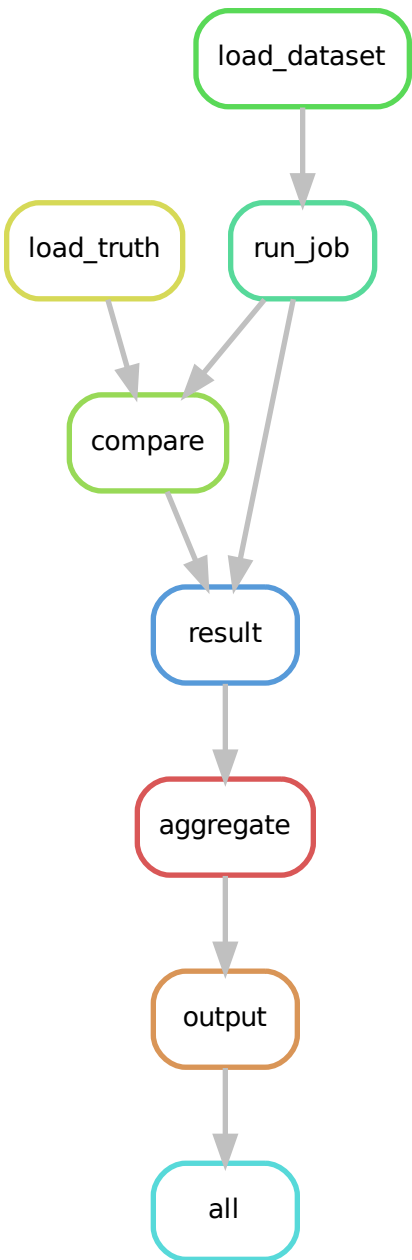 load_dataset
load_truth
run_job
compare
result
aggregate
output
all